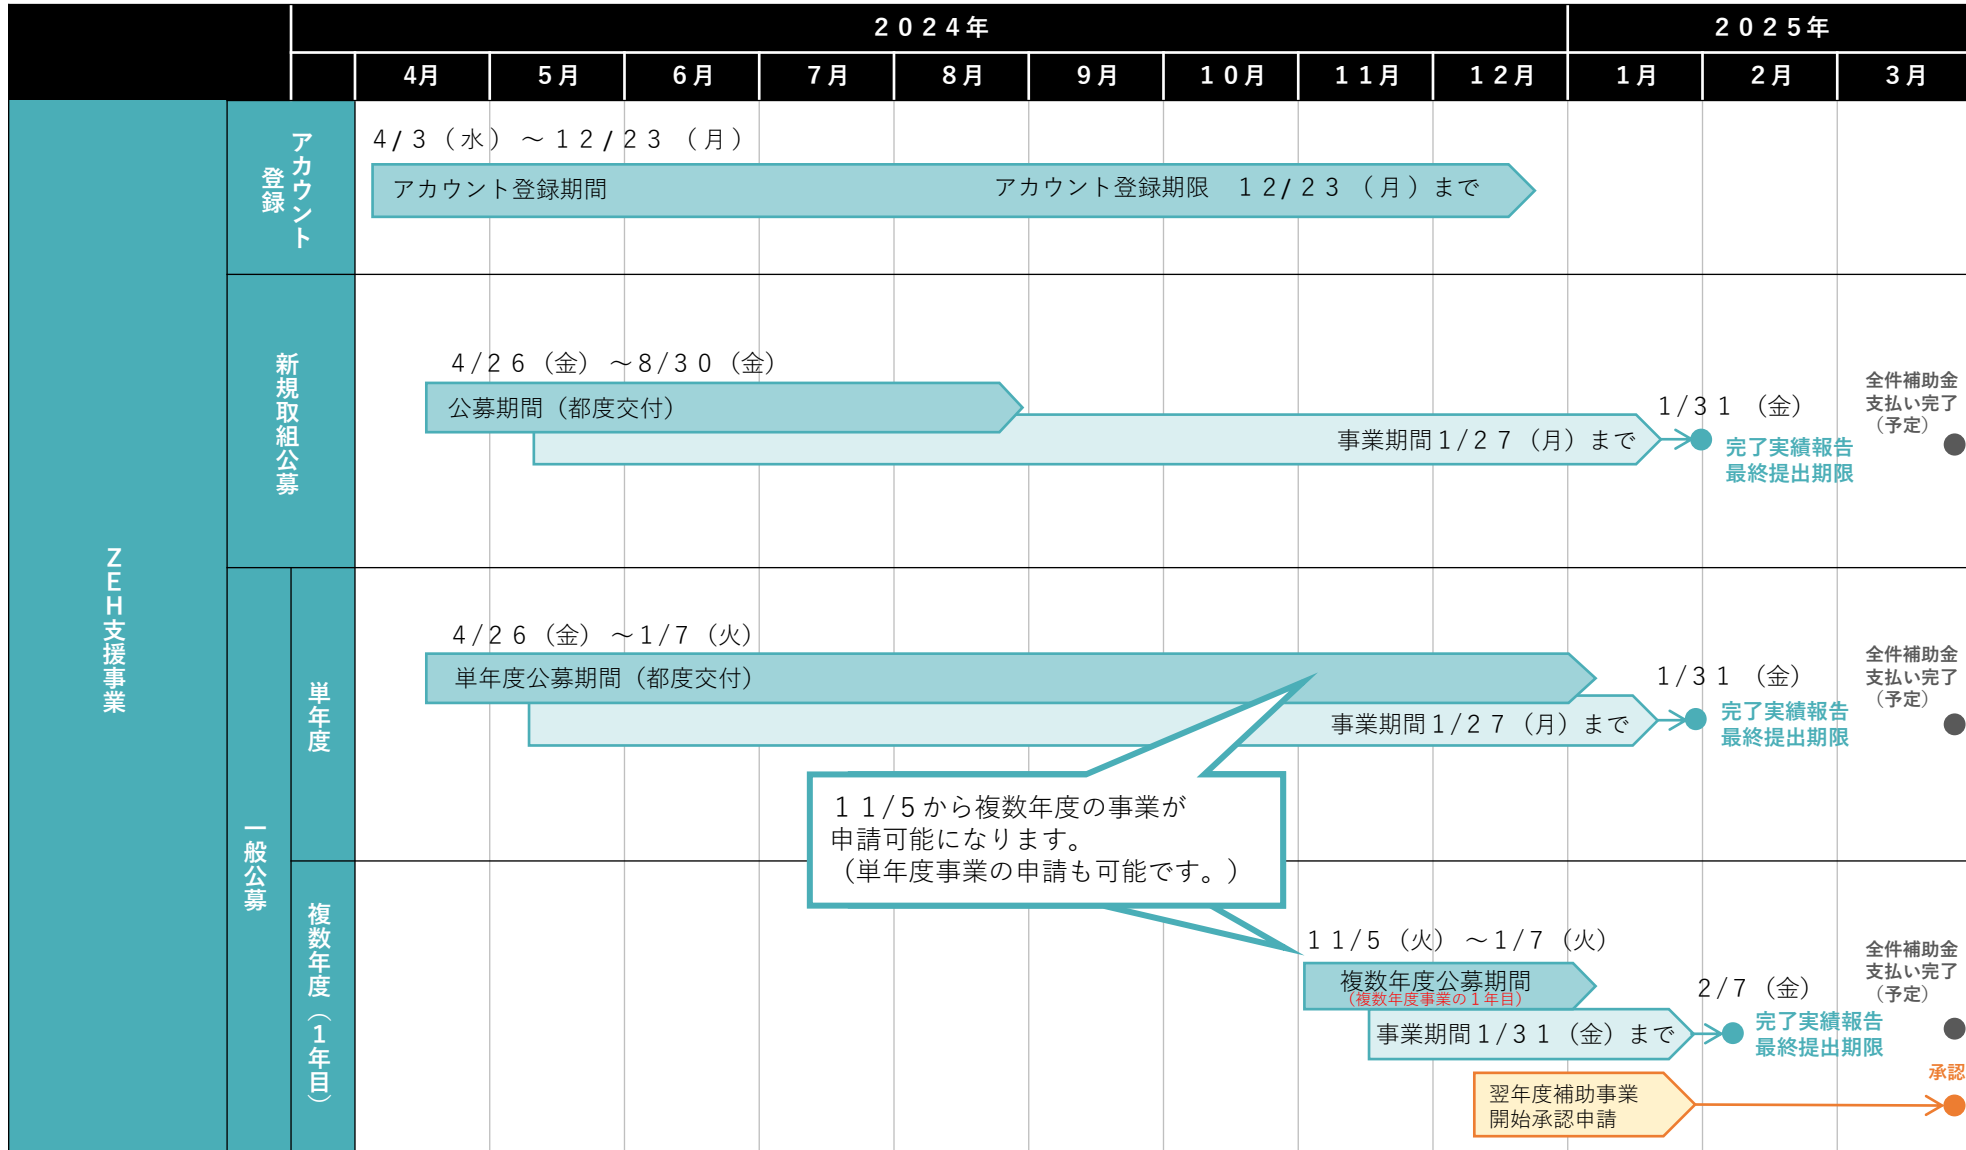 2024年
2025年
4月
5月
6月
7月
8月
9月
10月
11月
12月
1月
2月
3月
ZEH支援事業
アカウント
登録
4/3（水）～12/23（月）
アカウント登録期間
アカウント登録期限　12/23（月）まで
新規取組公募
4/26（金）～8/30（金）
公募期間（都度交付）
事業期間1/27（月）まで
1/31（金）
完了実績報告
最終提出期限
全件補助金
支払い完了
（予定）
一般公募
単年度
4/26（金）～1/7（火）
単年度公募期間（都度交付）
事業期間1/27（月）まで
1/31（金）
完了実績報告
最終提出期限
全件補助金
支払い完了
（予定）
11/5から複数年度の事業が
申請可能になります。
（単年度事業の申請も可能です。）
複数年度（1年目）
11/5（火）～1/7（火）
複数年度公募期間
（複数年度事業の1年目）
事業期間1/31（金）まで
2/7（金）
完了実績報告
最終提出期限
全件補助金
支払い完了
（予定）
翌年度補助事業
開始承認申請
承認